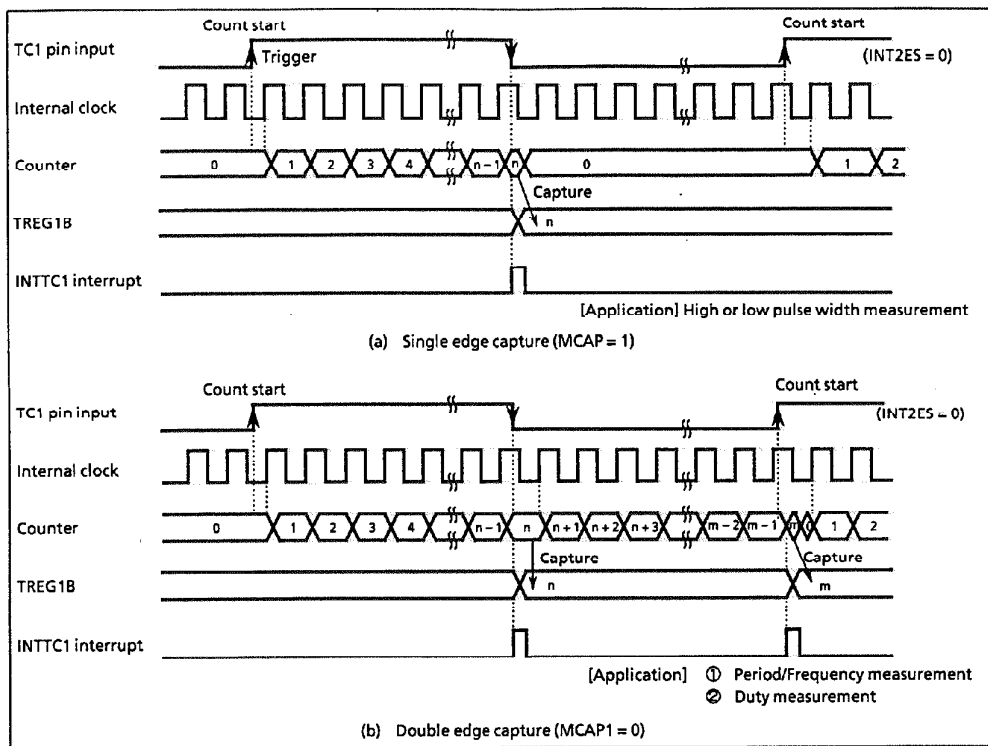 Count start
Count start
TC1 pin input
Trigger
(INT2ES = 0)
Internal clock
Counter
0 1 2 3 4 n-1 n 0 1 2
Capture
TREG1B
n
INTTC1 interrupt
[Application] High or low pulse width measurement
(a) Single edge capture (MCAP = 1)
Count start
Count start
TC1 pin input
(INT2ES = 0)
Internal clock
Counter
0 1 2 3 4 n-1 n n+1 n+2 n+3 m-2 m-1 1 2
Capture
Capture
TREG1B
n
m
INTTC1 interrupt
[Application] ① Period/Frequency measurement
② Duty measurement
(b) Double edge capture (MCAP1 = 0)